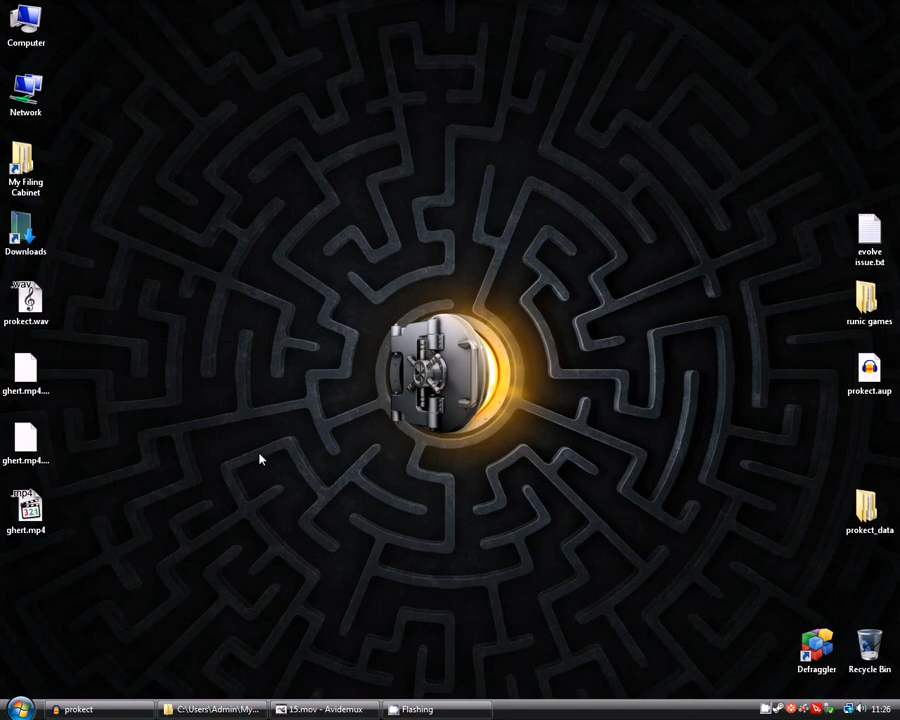 Computer
Network
My Filing
Cabinet
Downloads
.wav
prokect.wav
ghert.mp4....
ghert.mp4....
mp4
321
ghert.mp4
evolve
issue.txt
runic games
prokect.aup
prokect_data
Defraggler
Recycle Bin
prokect
C:\Users\Admin\My...
15.mov - Avidemux
Flashing
11:26